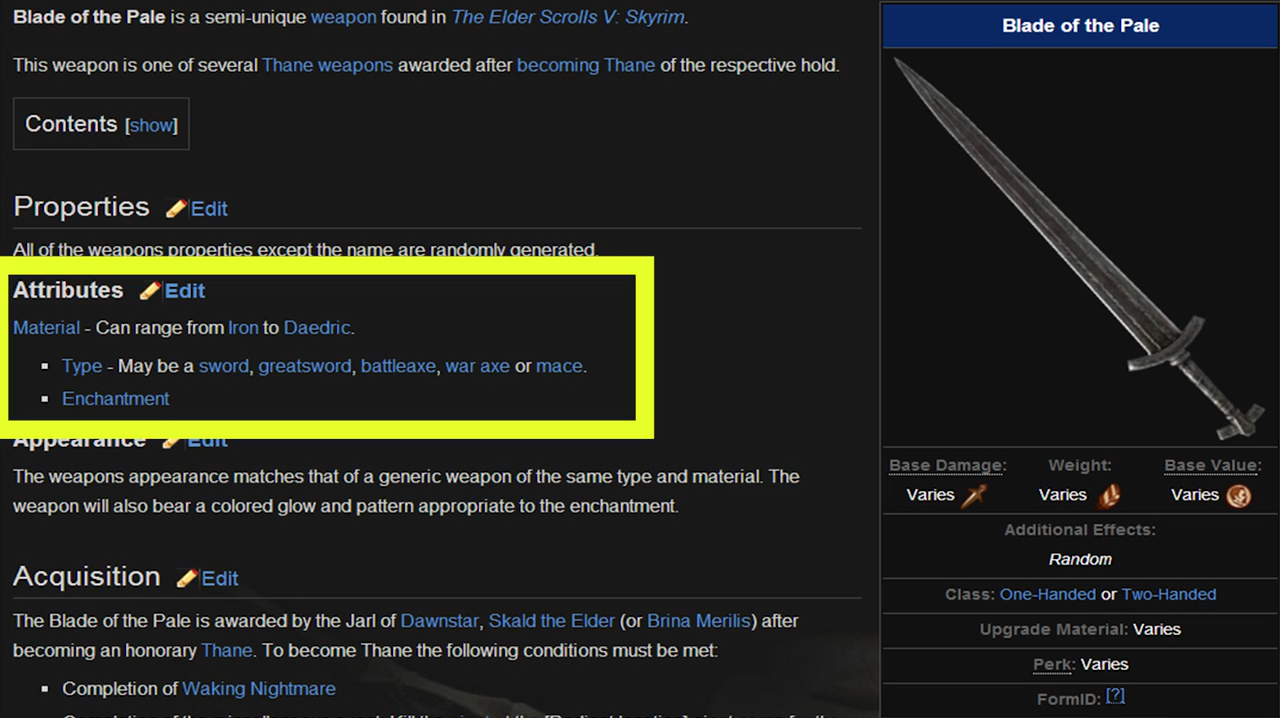 Blade of the Pale is a semi-unique weapon found in The Elder Scrolls V: Skyrim.
This weapon is one of several Thane weapons awarded after becoming Thane of the respective hold.
Contents [show]
Properties Edit
All of the weapons properties except the name are randomly generated.
Attributes Edit
Material - Can range from Iron to Daedric.
Type - May be a sword, greatsword, battleaxe, war axe or mace.
Enchantment
Appearance Edit
The weapons appearance matches that of a generic weapon of the same type and material. The
weapon will also bear a colored glow and pattern appropriate to the enchantment.
Acquisition Edit
The Blade of the Pale is awarded by the Jarl of Dawnstar, Skald the Elder (or Brina Merilis) after
becoming an honorary Thane. To become Thane the following conditions must be met:
Completion of Waking Nightmare
Blade of the Pale
Base Damage: Weight: Base Value:
Varies Varies Varies
Additional Effects:
Random
Class: One-Handed or Two-Handed
Upgrade Material: Varies
Perk: Varies
FormID: [?]